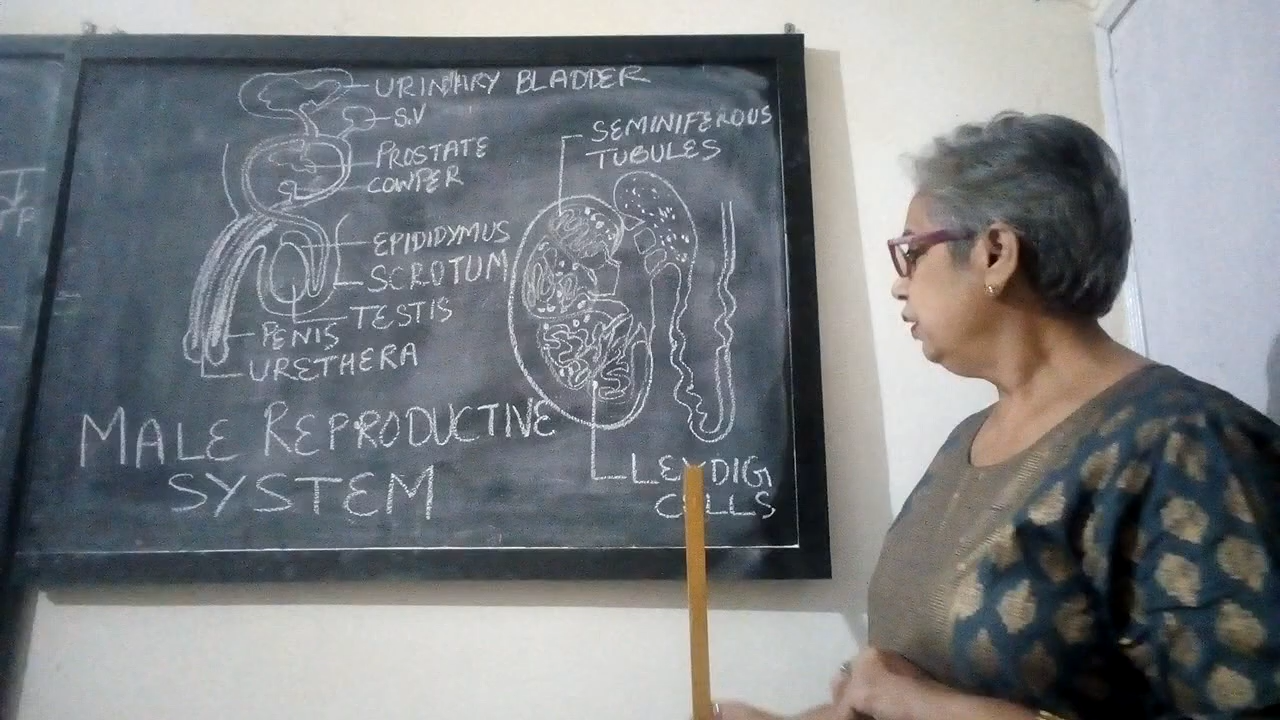 URINARY BLADDER
S.V
PROSTATE
COWPER
EPIDIDYMUS
SCROTUM
TESTIS
PENIS
URETHERA
MALE REPRODUCTIVE
SYSTEM
SEMINIFEROUS
TUBULES
LEYDIG
CELLS